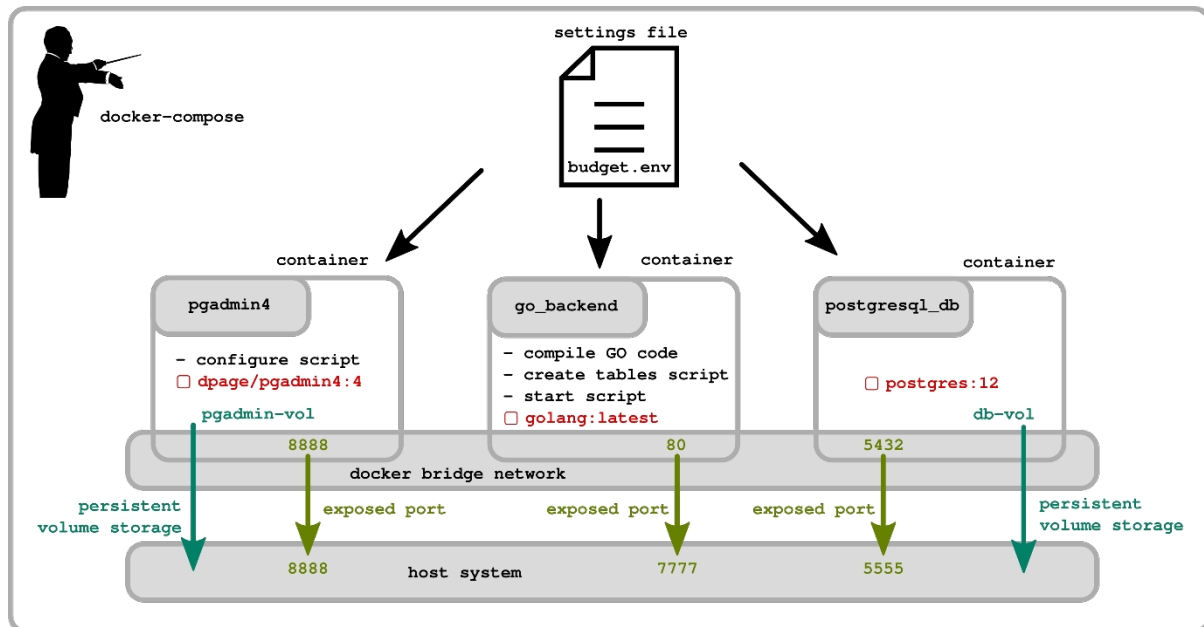 settings file
docker-compose
budget.env
container
container
container
pgadmin4
go_backend
postgresql_db
- configure script
dpage/pgadmin4:4
- compile GO code
- create tables script
- start script
golang:latest
postgres:12
pgadmin-vol
db-vol
8888
80
5432
docker bridge network
persistent
volume storage
exposed port
exposed port
exposed port
persistent
volume storage
8888
host system
7777
5555